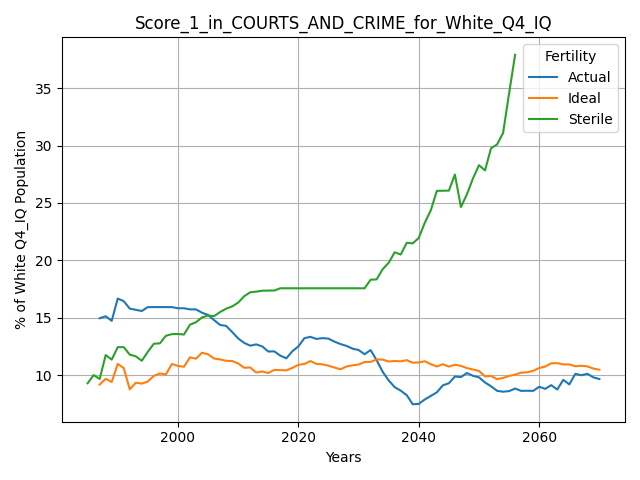 Score_1_in_COURTS_AND_CRIME_for_White_Q4_IQ
Fertility
Actual
Ideal
Sterile
% of White Q4_IQ Population
35
30
25
20
15
10
2000
2020
2040
2060
Years